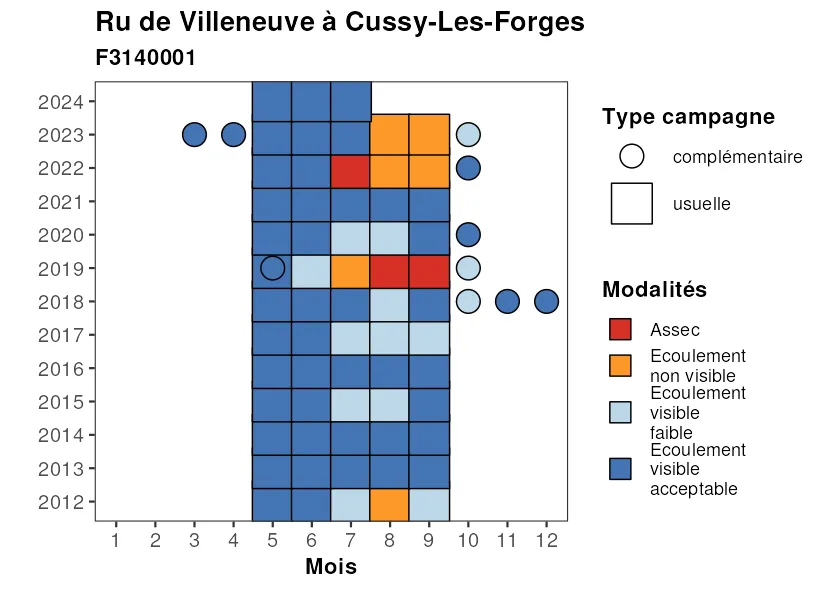 Ru de Villeneuve à Cussy-Les-Forges
F3140001
2024
2023
2022
2021
2020
2019
2018
2017
2016
2015
2014
2013
2012
1 2 3 4 5 6 7 8 9 10 11 12
Mois
Type campagne
complémentaire
usuelle
Modalités
Assec
Ecoulement
non visible
Ecoulement
visible
faible
Ecoulement
visible
acceptable